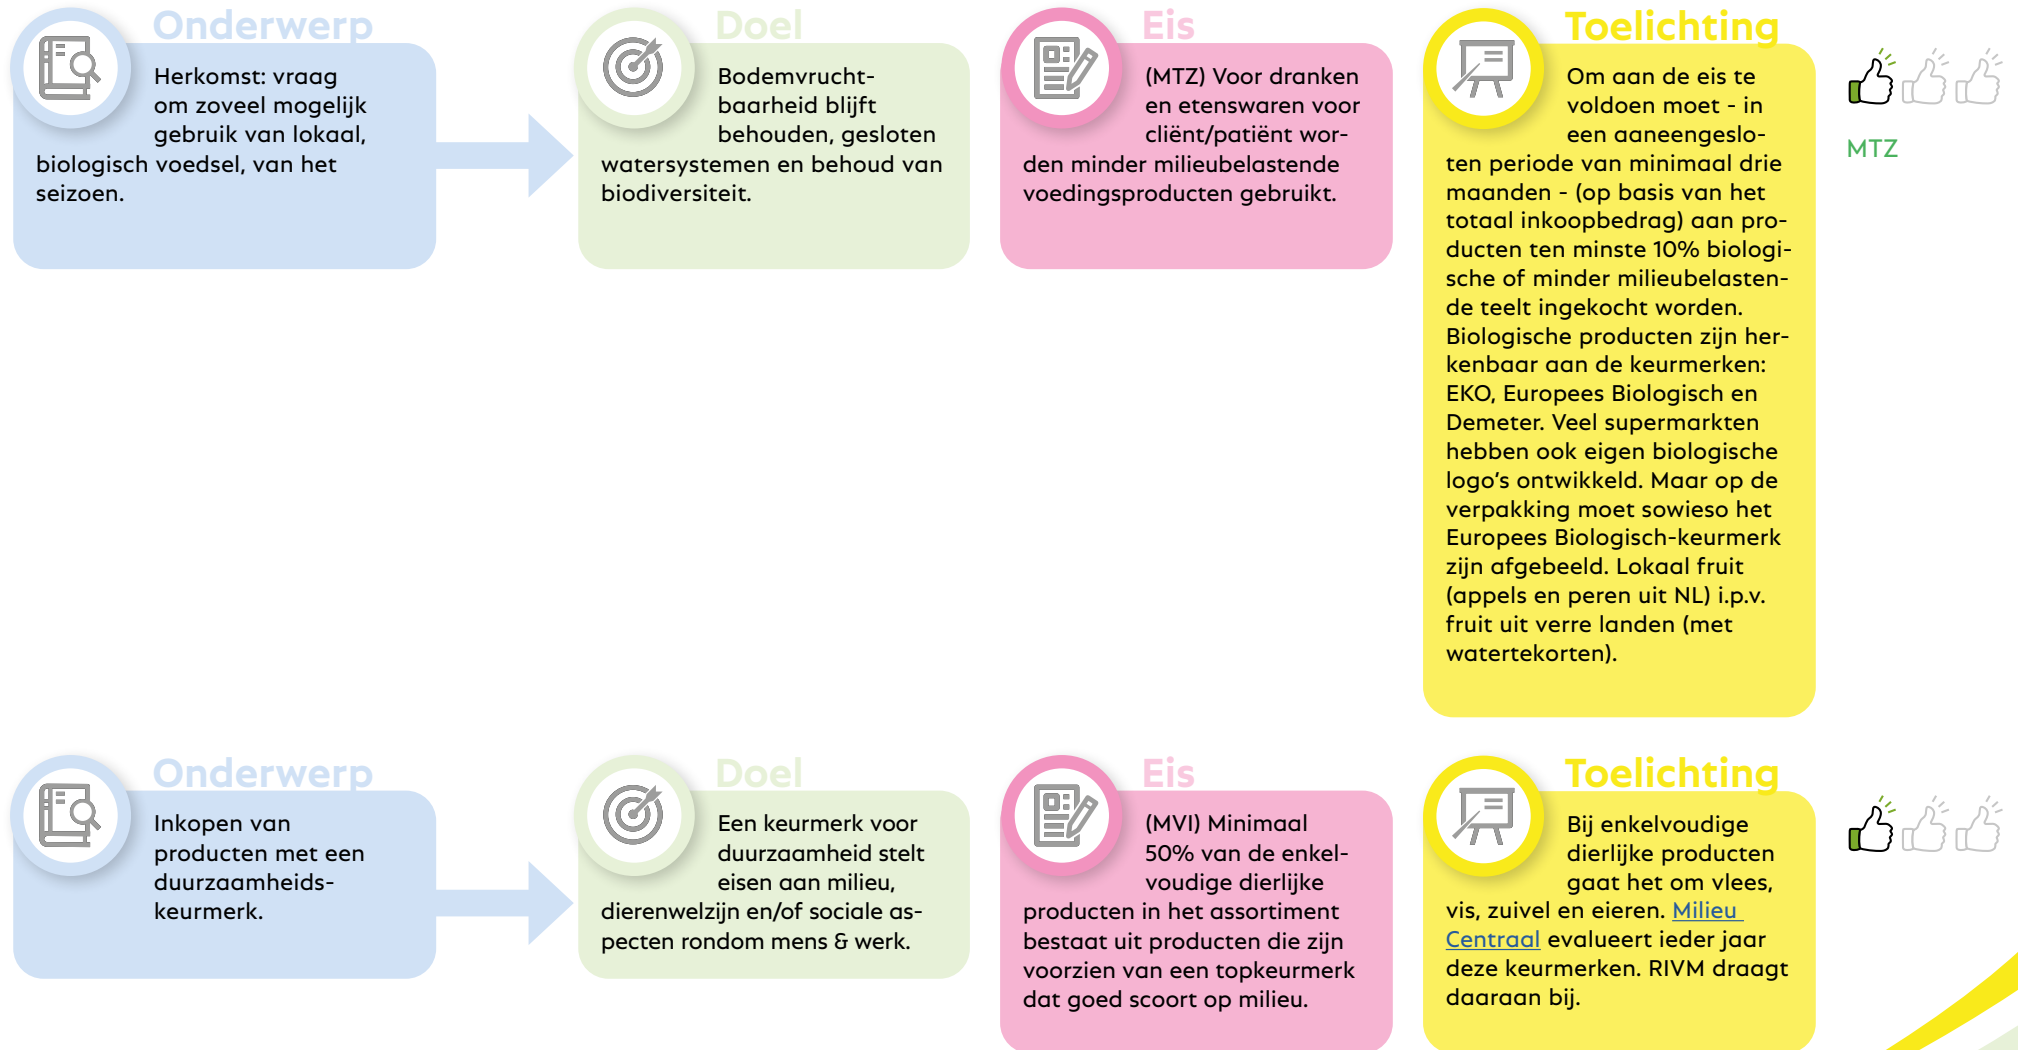 Onderwerp
Herkomst: vraag
om zoveel mogelijk
gebruik van lokaal,
biologisch voedsel, van het
seizoen.
Doel
Bodemvrucht-
baarheid blijft
behouden, gesloten
watersystemen en behoud van
biodiversiteit.
Eis
(MTZ) Voor dranken
en etenswaren voor
cliënt/patiënt wor-
den minder milieubelastende
voedingsproducten gebruikt.
Toelichting
Om aan de eis te
voldoen moet - in
een aaneengeslo-
ten periode van minimaal drie
maanden - (op basis van het
totaal inkoopbedrag) aan pro-
ducten ten minste 10% biologi-
sche of minder milieubelasten-
de teelt ingekocht worden.
Biologische producten zijn her-
kenbaar aan de keurmerken:
EKO, Europees Biologisch en
Demeter. Veel supermarkten
hebben ook eigen biologische
logo's ontwikkeld. Maar op de
verpakking moet sowieso het
Europees Biologisch-keurmerk
zijn afgebeeld. Lokaal fruit
(appels en peren uit NL) i.p.v.
fruit uit verre landen (met
watertekorten).
MTZ
Onderwerp
Inkopen van
producten met een
duurzaamheids-
keurmerk.
Doel
Een keurmerk voor
duurzaamheid stelt
eisen aan milieu,
dierenwelzijn en/of sociale as-
pecten rondom mens & werk.
Eis
(MVI) Minimaal
50% van de enkel-
voudige dierlijke
producten in het assortiment
bestaat uit producten die zijn
voorzien van een topkeurmerk
dat goed scoort op milieu.
Toelichting
Bij enkelvoudige
dierlijke producten
gaat het om vlees,
vis, zuivel en eieren. Milieu
Centraal evalueert ieder jaar
deze keurmerken. RIVM draagt
daaraan bij.